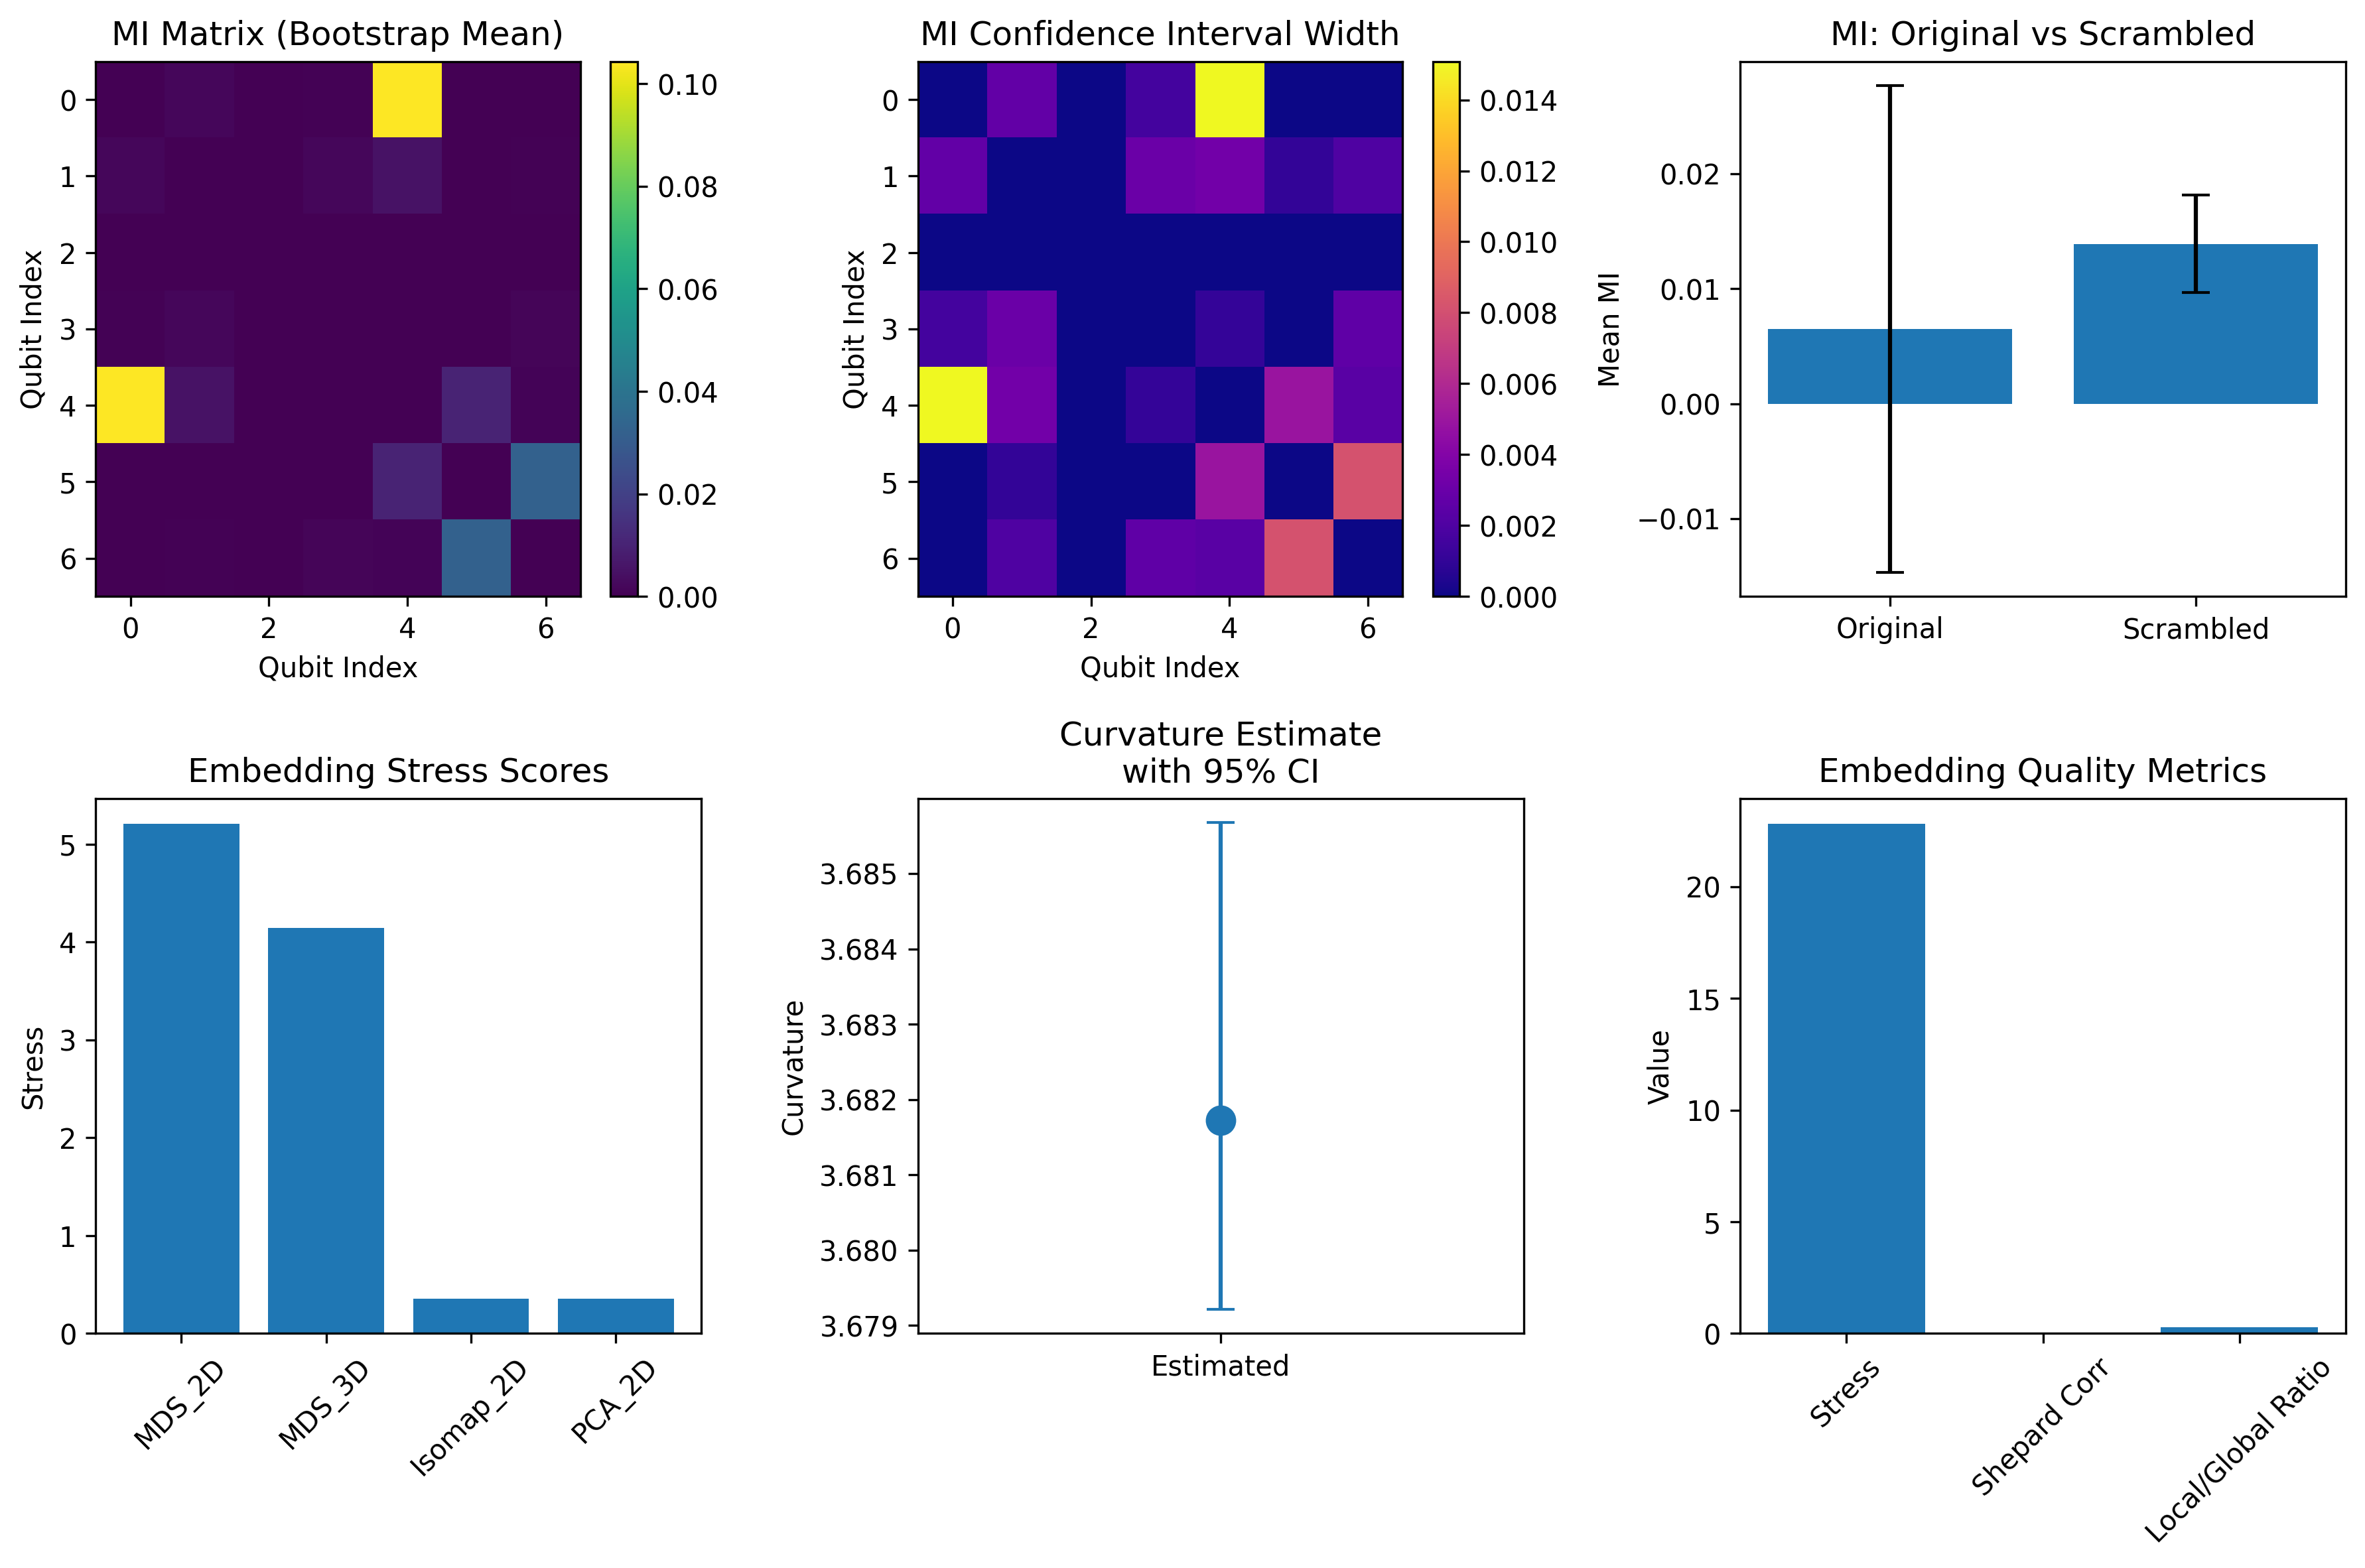 MI Matrix (Bootstrap Mean)
Qubit Index
0
1
2
3
4
5
6
0 2 4 6
Qubit Index
0.10
0.08
0.06
0.04
0.02
0.00
MI Confidence Interval Width
Qubit Index
0
1
2
3
4
5
6
0 2 4 6
Qubit Index
0.014
0.012
0.010
0.008
0.006
0.004
0.002
0.000
MI: Original vs Scrambled
Mean MI
0.02
0.01
0.00
−0.01
Original Scrambled
Embedding Stress Scores
Stress
5
4
3
2
1
0
MDS_2D
MDS_3D
Isomap_2D
PCA_2D
Curvature Estimate
with 95% CI
Curvature
3.685
3.684
3.683
3.682
3.681
3.680
3.679
Estimated
Embedding Quality Metrics
Value
20
15
10
5
0
Stress
Shepard Corr
Local/Global Ratio